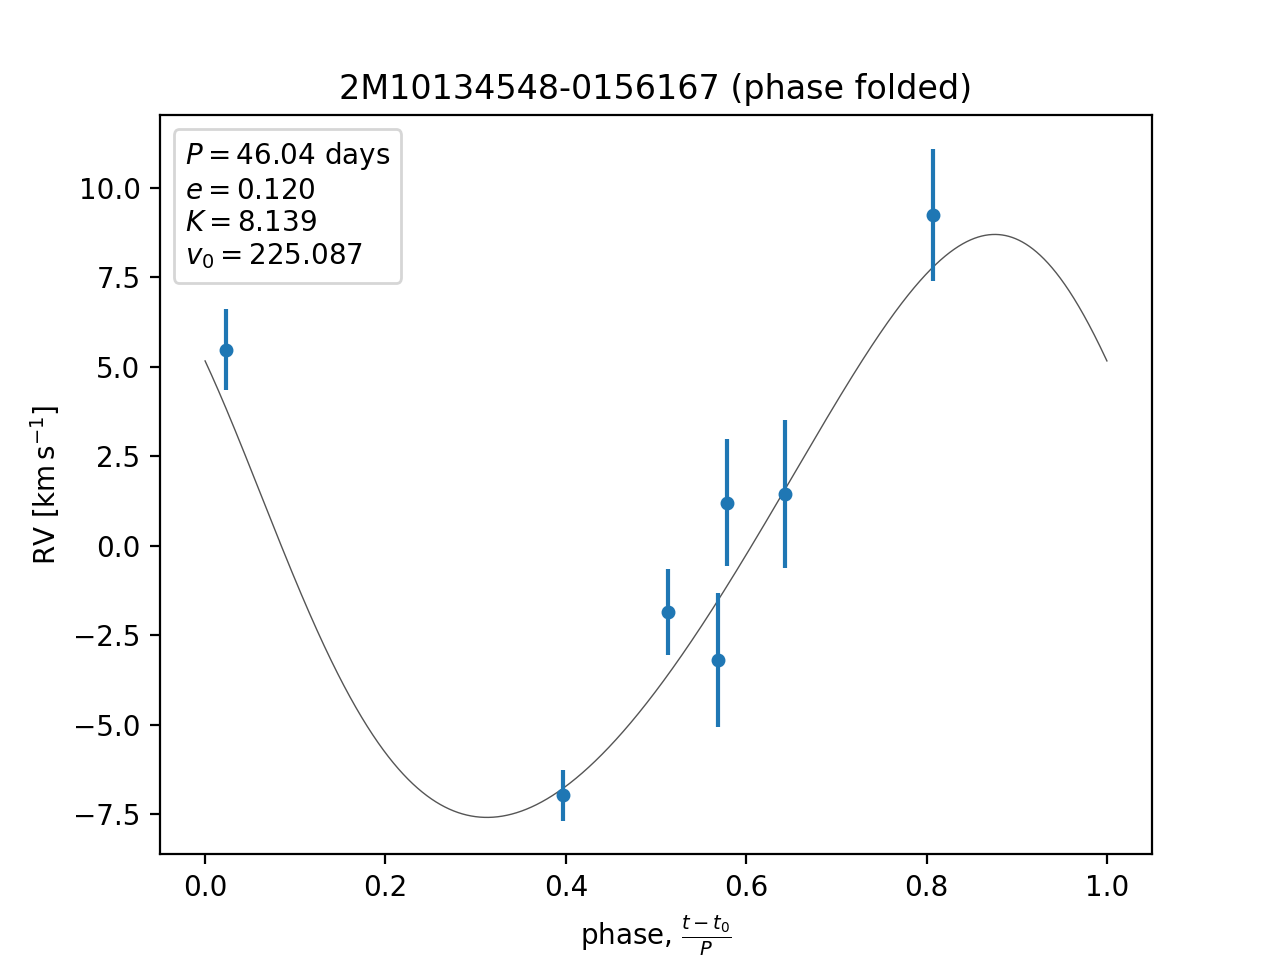 2M10134548-0156167 (phase folded)
P = 46.04 days
e = 0.120
K = 8.139
v₀ = 225.087
10.0
7.5
5.0
2.5
0.0
−2.5
−5.0
−7.5
RV [km s⁻¹]
0.0 0.2 0.4 0.6 0.8 1.0
phase, (t − t₀)/P